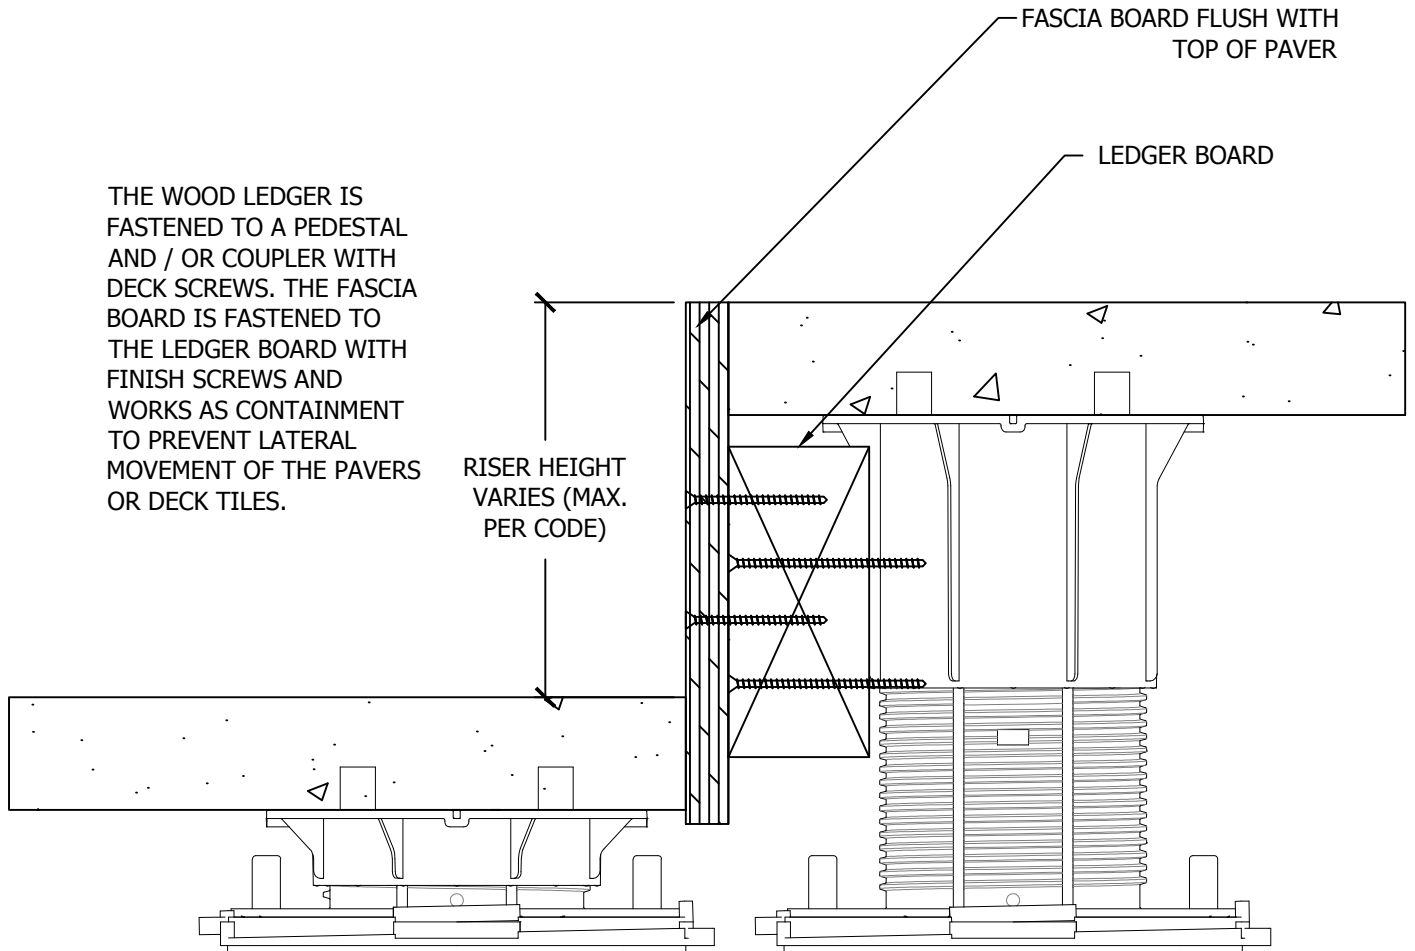 FASCIA BOARD FLUSH WITH
TOP OF PAVER
LEDGER BOARD
THE WOOD LEDGER IS
FASTENED TO A PEDESTAL
AND / OR COUPLER WITH
DECK SCREWS. THE FASCIA
BOARD IS FASTENED TO
THE LEDGER BOARD WITH
FINISH SCREWS AND
WORKS AS CONTAINMENT
TO PREVENT LATERAL
MOVEMENT OF THE PAVERS
OR DECK TILES.
RISER HEIGHT
VARIES (MAX.
PER CODE)